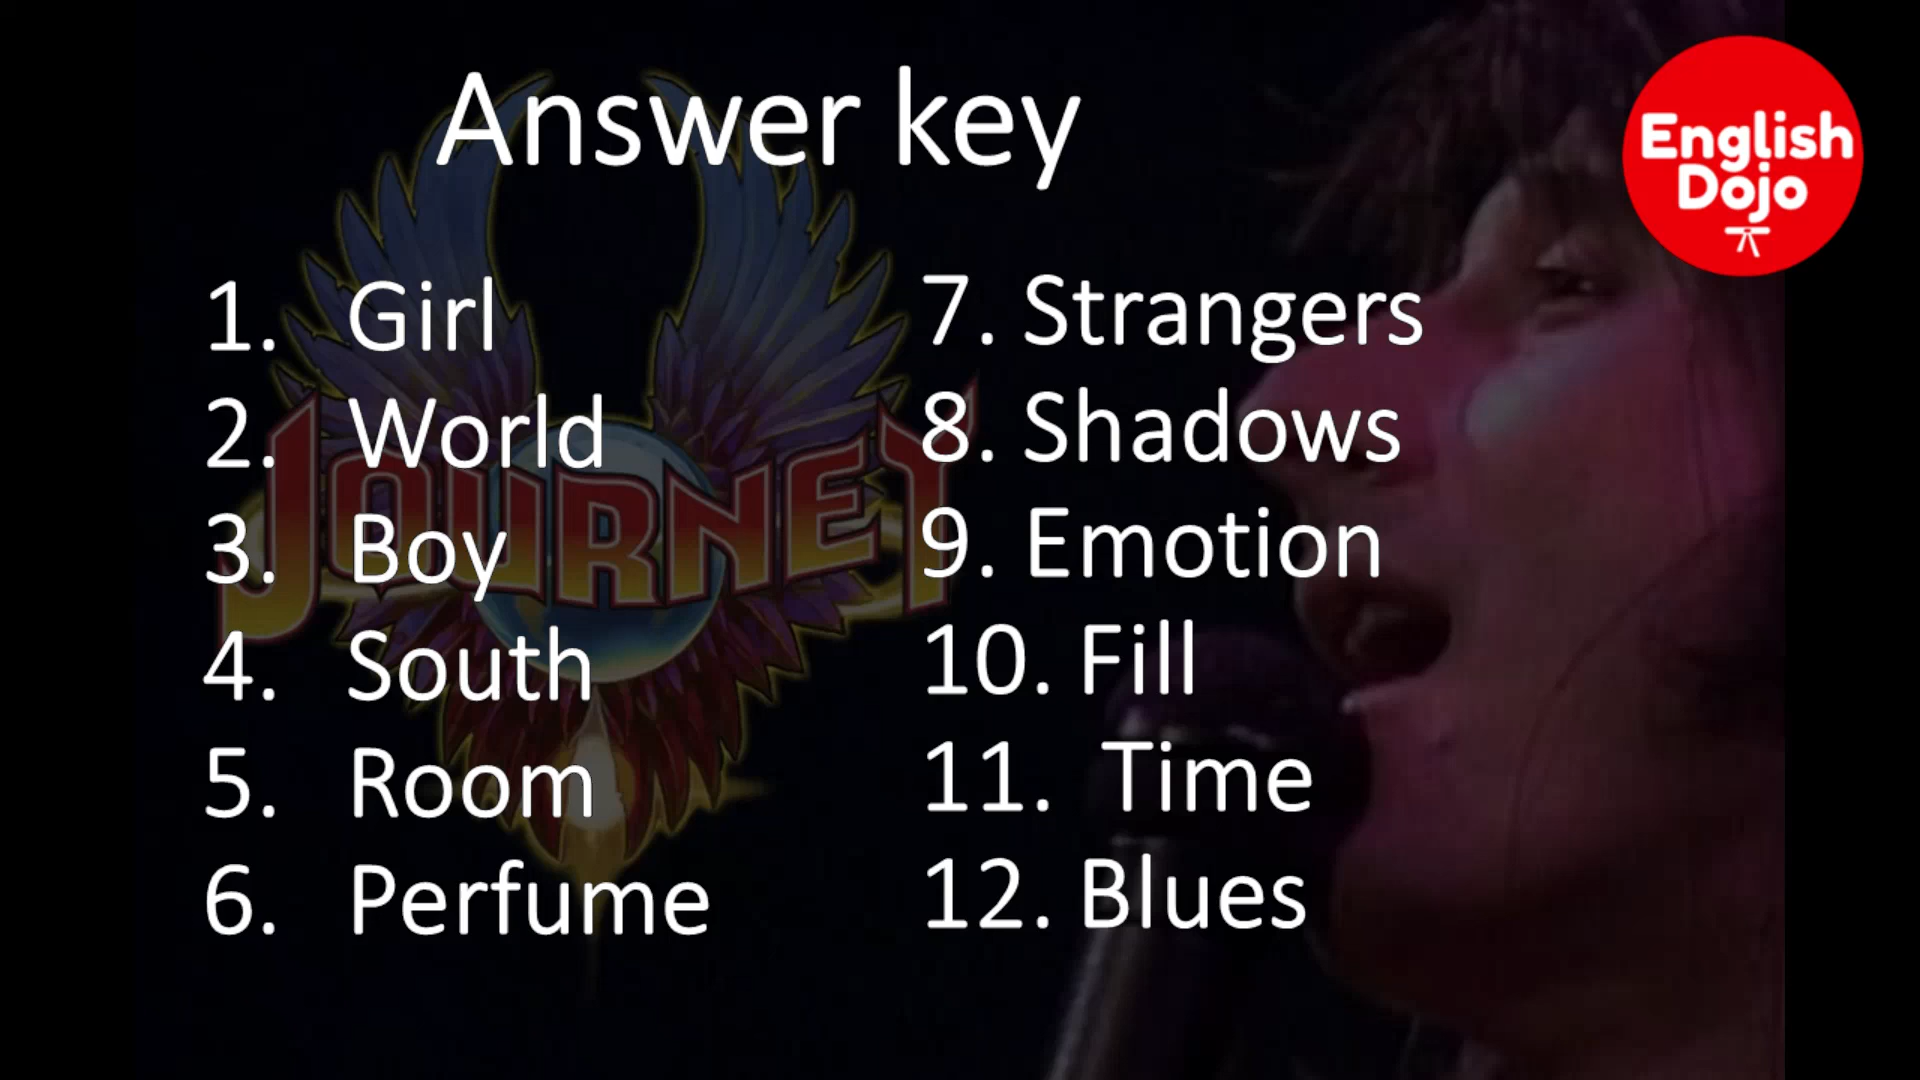 Answer key
English
Dojo
1. Girl
2. World
3. Boy
4. South
5. Room
6. Perfume
7. Strangers
8. Shadows
9. Emotion
10. Fill
11. Time
12. Blues
JOURNEY